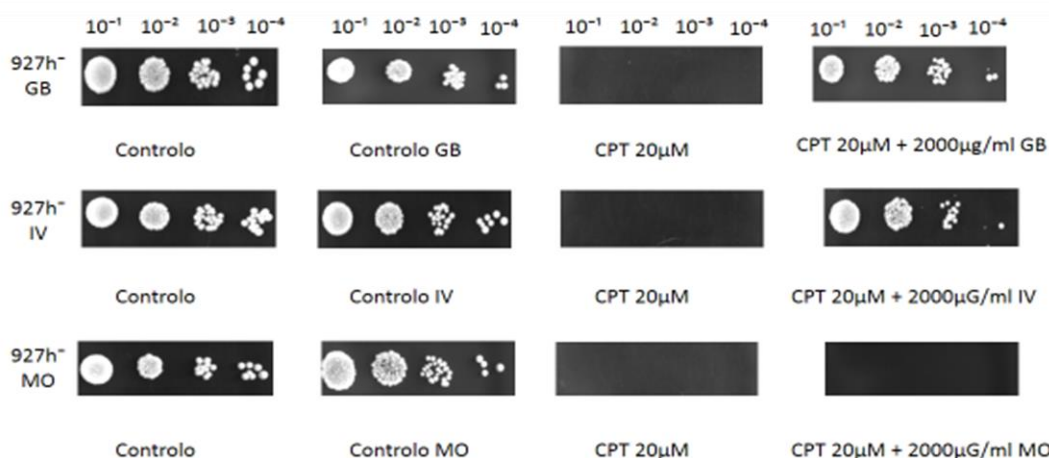 10⁻¹ 10⁻² 10⁻³ 10⁻⁴ 10⁻¹ 10⁻² 10⁻³ 10⁻⁴ 10⁻¹ 10⁻² 10⁻³ 10⁻⁴ 10⁻¹ 10⁻² 10⁻³ 10⁻⁴
927h⁻
GB
Controlo Controlo GB CPT 20µM CPT 20µM + 2000µg/ml GB
927h⁻
IV
Controlo Controlo IV CPT 20µM CPT 20µM + 2000µG/ml IV
927h⁻
MO
Controlo Controlo MO CPT 20µM CPT 20µM + 2000µG/ml MO